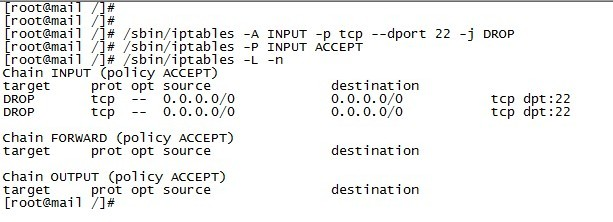 [root@mail /]#
[root@mail /]#
[root@mail /]# /sbin/iptables -A INPUT -p tcp --dport 22 -j DROP
[root@mail /]# /sbin/iptables -P INPUT ACCEPT
[root@mail /]# /sbin/iptables -L -n
Chain INPUT (policy ACCEPT)
target     prot opt source               destination
DROP       tcp  --  0.0.0.0/0            0.0.0.0/0           tcp dpt:22
DROP       tcp  --  0.0.0.0/0            0.0.0.0/0           tcp dpt:22
Chain FORWARD (policy ACCEPT)
target     prot opt source               destination
Chain OUTPUT (policy ACCEPT)
target     prot opt source               destination
[root@mail /]#